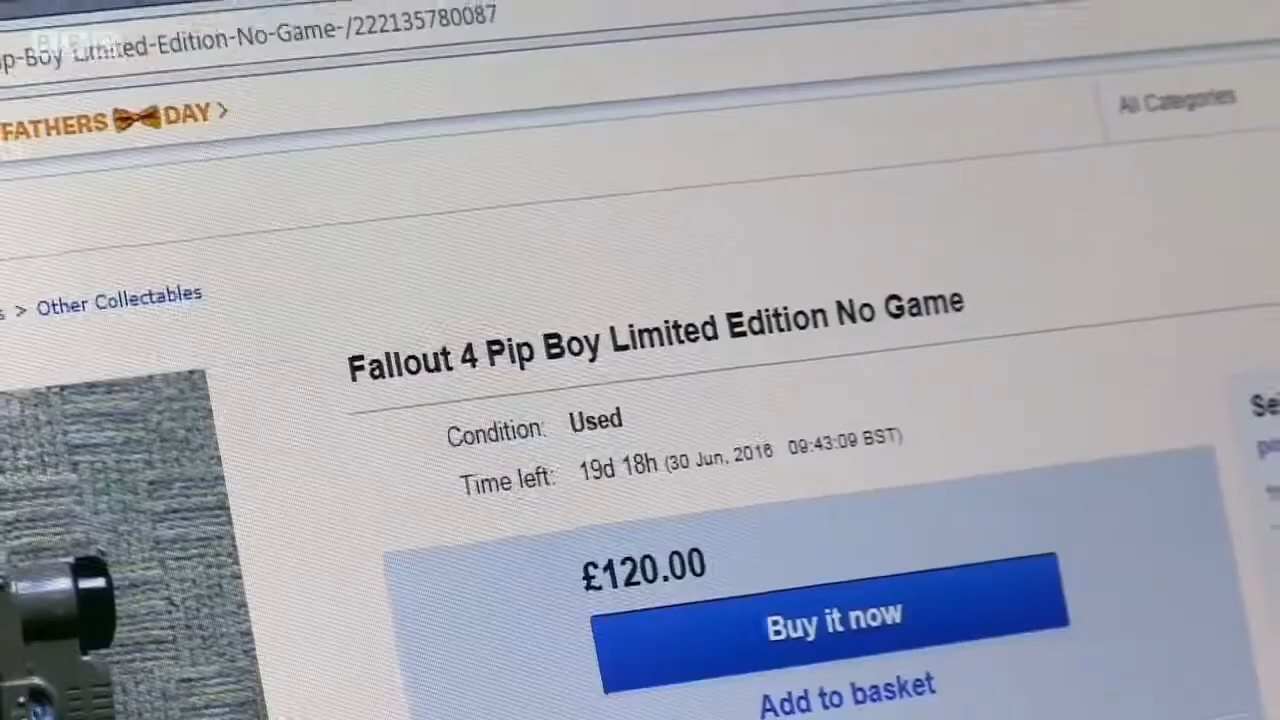 p-Boy-Limited-Edition-No-Game-/222135780087
FATHERS DAY >
All Categories
> Other Collectables
Fallout 4 Pip Boy Limited Edition No Game
Condition: Used
Time left: 19d 18h (30 Jun, 2016 09:43:09 BST)
£120.00
Buy it now
Add to basket